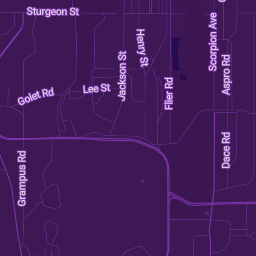 Sturgeon St
Henry St
Scorpion Ave
Jackson St
Aspro Rd
Lee St
Flier Rd
Golet Rd
Dace Rd
Grampus Rd